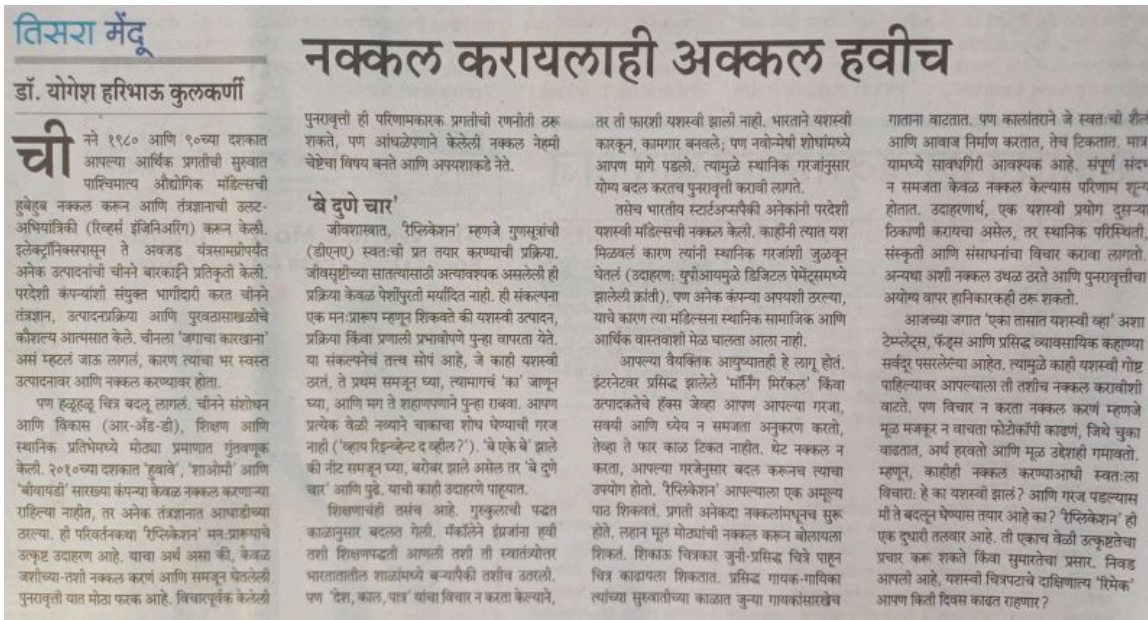 तिसरा मेंदू
डॉ. योगेश हरिभाऊ कुलकर्णी
नक्कल करायलाही अक्कल हवीच
चीनने १९८० आणि ९०च्या दशकात
आपल्या आर्थिक प्रगतीची सुरुवात
पाश्चिमात्य औद्योगिक मॉडेल्सची
हुबेहुब नक्कल करून आणि तंत्रज्ञानाची उलट-
अभियांत्रिकी (रिव्हर्स इंजिनिअरिंग) करून केली.
इलेक्ट्रॉनिक्सपासून ते अवजड यंत्रसामग्रीपर्यंत
अनेक उत्पादनांची चीनने बारकाईने प्रतिकृती केली.
परदेशी कंपन्यांशी संयुक्त भागीदारी करत चीनने
तंत्रज्ञान, उत्पादनप्रक्रिया आणि पुरवठासाखळीचे
कौशल्य आत्मसात केले. चीनला 'जगाचा कारखाना'
असं म्हटलं जाऊ लागलं, कारण त्याचा भर स्वस्त
उत्पादनावर आणि नक्कल करण्यावर होता.
पण हळूहळू चित्र बदलू लागलं. चीनने संशोधन
आणि विकास (आर-अँड-डी), शिक्षण आणि
स्थानिक प्रतिभेमध्ये मोठ्या प्रमाणात गुंतवणूक
केली. २०१०च्या दशकात 'हुवावे', 'शाओमी' आणि
'बीवायडी' सारख्या कंपन्या केवळ नक्कल करणाऱ्या
राहिल्या नाहीत, तर अनेक तंत्रज्ञानात आघाडीच्या
ठरल्या. ही परिवर्तनकथा 'रेप्लिकेशन' मनःप्रारूपाचे
उत्कृष्ट उदाहरण आहे. याचा अर्थ असा की, केवळ
जशीच्या-तशी नक्कल करणं आणि समजून घेतलेली
पुनरावृत्ती यात मोठा फरक आहे. विचारपूर्वक केलेली
पुनरावृत्ती ही परिणामकारक प्रगतीची रणनीती ठरू
शकते, पण आंधळेपणाने केलेली नक्कल नेहमी
चेष्टेचा विषय बनते आणि अपयशाकडे नेते.
'बे दुणे चार'
जीवशास्त्रात, 'रेप्लिकेशन' म्हणजे गुणसूत्रांची
(डीएनए) स्वतःची प्रत तयार करण्याची प्रक्रिया.
जीवसृष्टीच्या सातत्यासाठी अत्यावश्यक असलेली ही
प्रक्रिया केवळ पेशींपुरती मर्यादित नाही. ही संकल्पना
एक मनःप्रारूप म्हणून शिकवते की यशस्वी उत्पादन,
प्रक्रिया किंवा प्रणाली प्रभावीपणे पुन्हा वापरता येते.
या संकल्पनेचं तत्त्व सोपं आहे, जे काही यशस्वी
ठरतं, ते प्रथम समजून घ्या, त्यामागचं 'का' जाणून
घ्या, आणि मग ते शहाणपणाने पुन्हा राबवा. आपण
प्रत्येक वेळी नव्याने चाकाचा शोध घेण्याची गरज
नाही ('व्हाय रिइन्व्हेन्ट द व्हील?'). 'बे एके बे' झाले
की नीट समजून घ्या, बरोबर झाले असेल तर 'बे दुणे
चार' आणि पुढे. याची काही उदाहरणे पाहूयात.
शिक्षणाचंही तसंच आहे. गुरुकुलाची पद्धत
काळानुसार बदलत गेली. मॅकॉलेने इंग्रजांना हवी
तशी शिक्षणपद्धती आणली तशी ती स्वातंत्र्योत्तर
भारतातातील शाळांमध्ये बऱ्यापैकी तशीच उतरली.
पण 'देश, काल, पात्र' यांचा विचार न करता केल्याने,
तर ती फारशी यशस्वी झाली नाही. भारताने यशस्वी
कारकून, कामगार बनवले; पण नवोन्मेषी शोधांमध्ये
आपण मागे पडलो. त्यामुळे स्थानिक गरजांनुसार
योग्य बदल करतच पुनरावृत्ती करावी लागते.
तसेच भारतीय स्टार्टअप्सपैकी अनेकांनी परदेशी
यशस्वी मॉडेल्सची नक्कल केली. काहींनी त्यात यश
मिळवलं कारण त्यांनी स्थानिक गरजांशी जुळवून
घेतलं (उदाहरण: युपीआयमुळे डिजिटल पेमेंट्समध्ये
झालेली क्रांती). पण अनेक कंपन्या अपयशी ठरल्या,
याचे कारण त्या मॉडेल्सना स्थानिक सामाजिक आणि
आर्थिक वास्तवाशी मेळ घालता आला नाही.
आपल्या वैयक्तिक आयुष्यातही हे लागू होतं.
इंटरनेटवर प्रसिद्ध झालेले 'मॉर्निंग मिरॅकल' किंवा
उत्पादकतेचे हॅक्स जेव्हा आपण आपल्या गरजा,
सवयी आणि ध्येय न समजता अनुकरण करतो,
तेव्हा ते फार काळ टिकत नाहीत. थेट नक्कल न
करता, आपल्या गरजेनुसार बदल करूनच त्याचा
उपयोग होतो. 'रेप्लिकेशन' आपल्याला एक अमूल्य
पाठ शिकवतं. प्रगती अनेकदा नक्कलांमधूनच सुरू
होते. लहान मूल मोठ्यांची नक्कल करून बोलायला
शिकतं. शिकाऊ चित्रकार जुनी-प्रसिद्ध चित्रे पाहून
चित्र काढायला शिकतात. प्रसिद्ध गायक-गायिका
त्यांच्या सुरुवातीच्या काळात जुन्या गायकांसारखेच
गाताना वाटतात. पण कालांतराने जे स्वतःची शैली
आणि आवाज निर्माण करतात, तेच टिकतात. मात्र
यामध्ये सावधगिरी आवश्यक आहे. संपूर्ण संदर्भ
न समजता केवळ नक्कल केल्यास परिणाम शून्य
होतात. उदाहरणार्थ, एक यशस्वी प्रयोग दुसऱ्या
ठिकाणी करायचा असेल, तर स्थानिक परिस्थिती,
संस्कृती आणि संसाधनांचा विचार करावा लागतो.
अन्यथा अशी नक्कल उथळ ठरते आणि पुनरावृत्तीचा
अयोग्य वापर हानिकारकही ठरू शकतो.
आजच्या जगात 'एका तासात यशस्वी व्हा' अशा
टेम्प्लेट्स, फॅड्स आणि प्रसिद्ध व्यावसायिक कहाण्या
सर्वदूर पसरलेल्या आहेत. त्यामुळे काही यशस्वी गोष्ट
पाहिल्यावर आपल्याला ती तशीच नक्कल करावीशी
वाटते. पण विचार न करता नक्कल करणं म्हणजे
मूळ मजकूर न वाचता फोटोकॉपी काढणं, जिथे चुका
वाढतात, अर्थ हरवतो आणि मूळ उद्देशही गमावतो.
म्हणून, काहीही नक्कल करण्याआधी स्वतःला
विचारा: हे का यशस्वी झालं? आणि गरज पडल्यास
मी ते बदलून घेण्यास तयार आहे का? 'रेप्लिकेशन' ही
एक दुधारी तलवार आहे. ती एकाच वेळी उत्कृष्टतेचा
प्रचार करू शकते किंवा सुमारतेचा प्रसार. निवड
आपली आहे. यशस्वी चित्रपटाचे दाक्षिणात्य 'रिमेक'
आपण किती दिवस काढत राहणार?